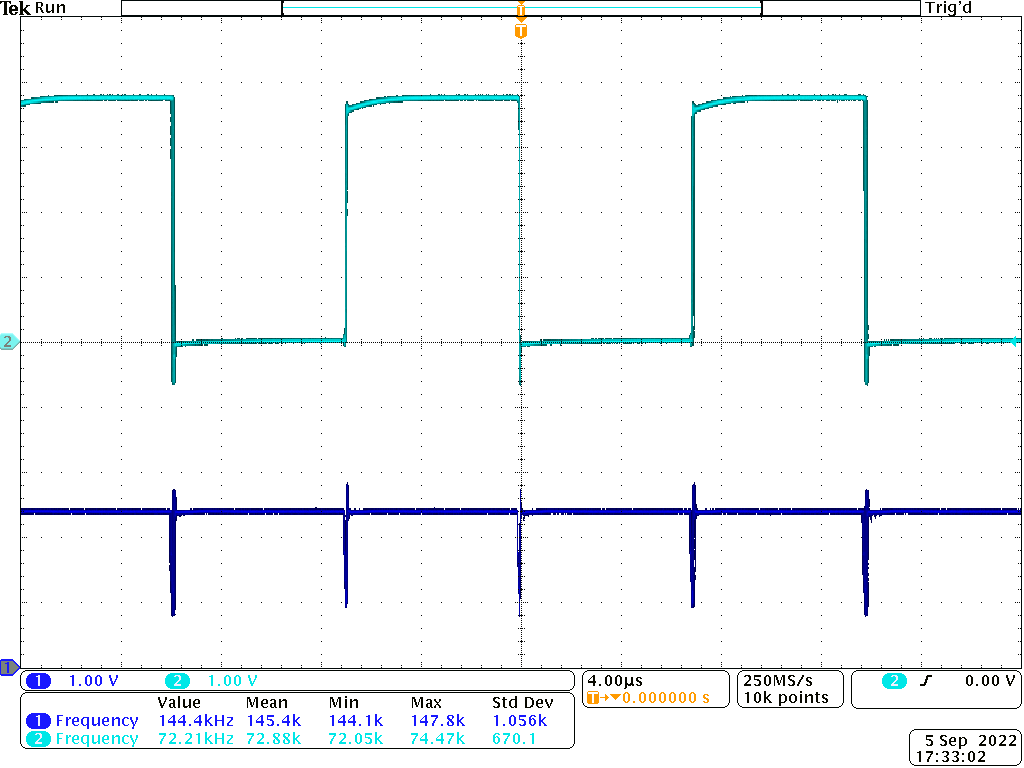 Tek Run Trig'd
T
T
2
1
1 1.00 V 2 1.00 V
4.00µs
T→▼0.000000 s
250MS/s
10k points
2 0.00 V
Value Mean Min Max Std Dev
1 Frequency 144.4kHz 145.4k 144.1k 147.8k 1.056k
2 Frequency 72.21kHz 72.88k 72.05k 74.47k 670.1
5 Sep 2022
17:33:02